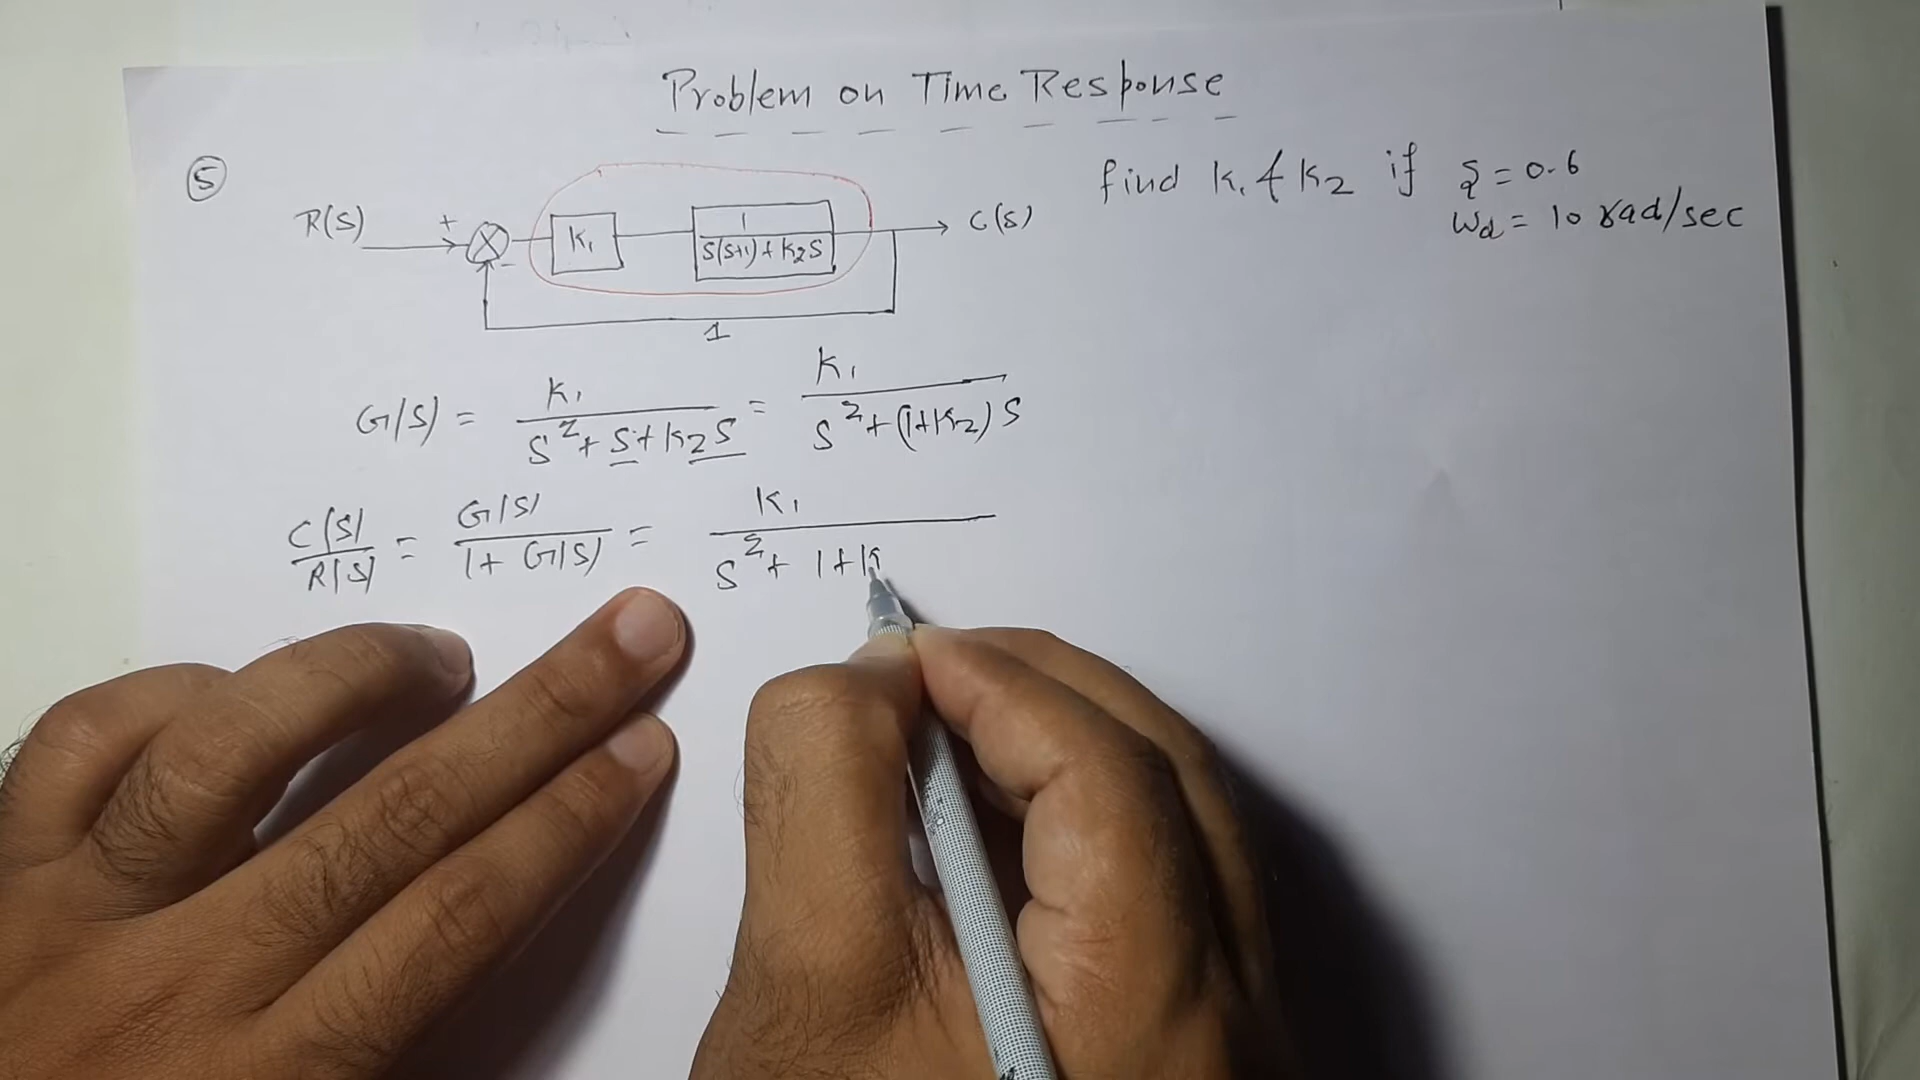 Problem on Time Response
5
find K1 & K2 if ξ = 0.6
ωd = 10 rad/sec
R(S) + - K1 1 / S(S+1) + K2S C(S)
1
G(S) = K1 / S² + S + K2S = K1 / S² + (1+K2) S
C(S) / R(S) = G(S) / 1 + G(S) = K1 / S² + 1 + K